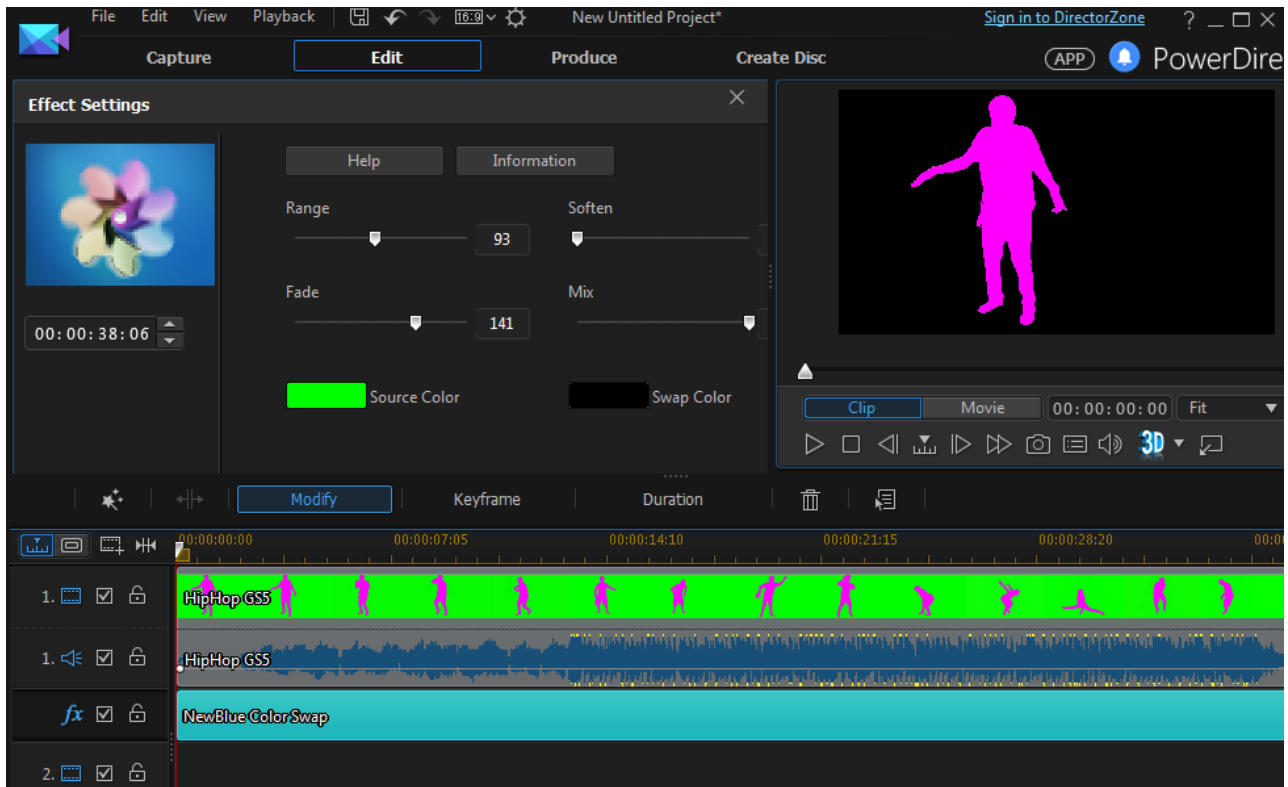 File Edit View Playback 16:9 New Untitled Project* Sign in to DirectorZone ?
Capture Edit Produce Create Disc APP PowerDire
Effect Settings
Help Information
Range Soften
93
Fade Mix
141
00:00:38:06
Source Color Swap Color
Clip Movie 00:00:00:00 Fit
3D
Modify Keyframe Duration
00:00:00:00 00:00:07:05 00:00:14:10 00:00:21:15 00:00:28:20 00:0
1. HipHop GS5
1. HipHop GS5
fx NewBlue Color Swap
2.